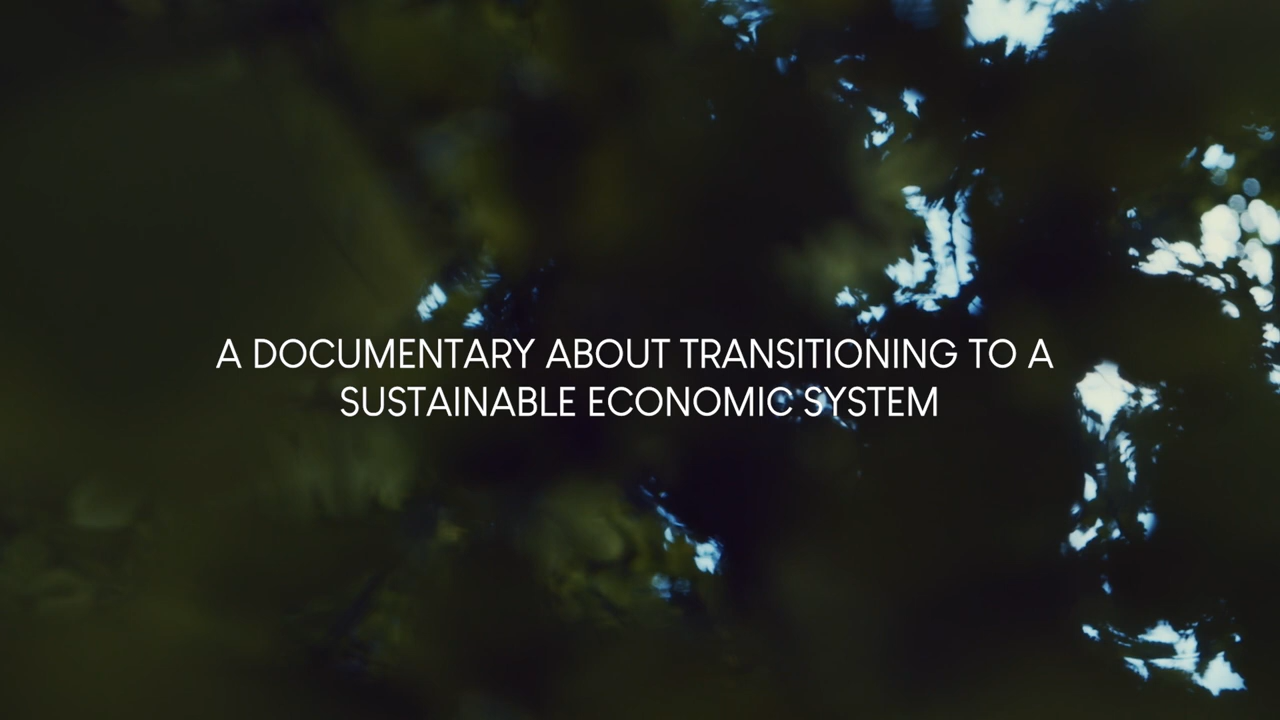 A DOCUMENTARY ABOUT TRANSITIONING TO A
SUSTAINABLE ECONOMIC SYSTEM